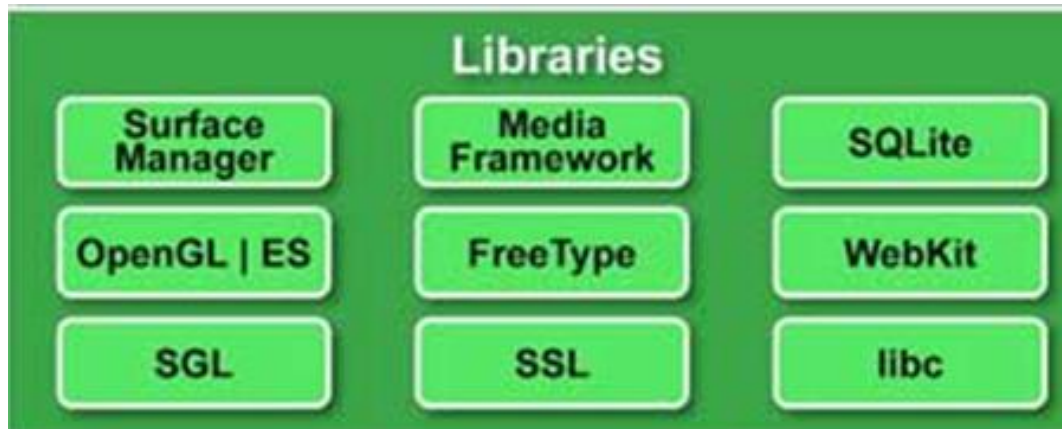 Libraries
Surface
Manager
Media
Framework
SQLite
OpenGL | ES
FreeType
WebKit
SGL
SSL
libc